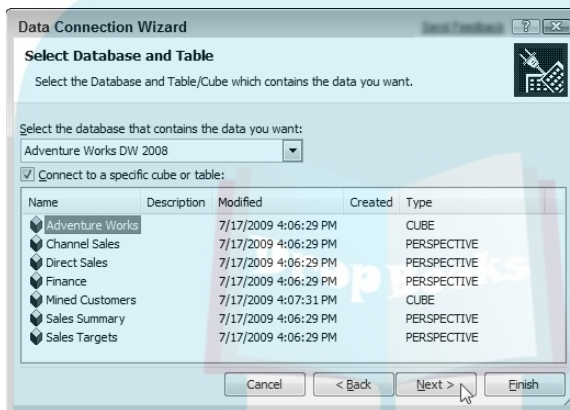 Data Connection Wizard
Send Feedback ?
Select Database and Table
Select the Database and Table/Cube which contains the data you want.
Select the database that contains the data you want:
Adventure Works DW 2008
Connect to a specific cube or table:
Name Description Modified Created Type
Adventure Works 7/17/2009 4:06:29 PM CUBE
Channel Sales 7/17/2009 4:06:29 PM PERSPECTIVE
Direct Sales 7/17/2009 4:06:29 PM PERSPECTIVE
Finance 7/17/2009 4:06:29 PM PERSPECTIVE
Mined Customers 7/17/2009 4:07:31 PM CUBE
Sales Summary 7/17/2009 4:06:29 PM PERSPECTIVE
Sales Targets 7/17/2009 4:06:29 PM PERSPECTIVE
DropBooks
Cancel < Back Next > Finish